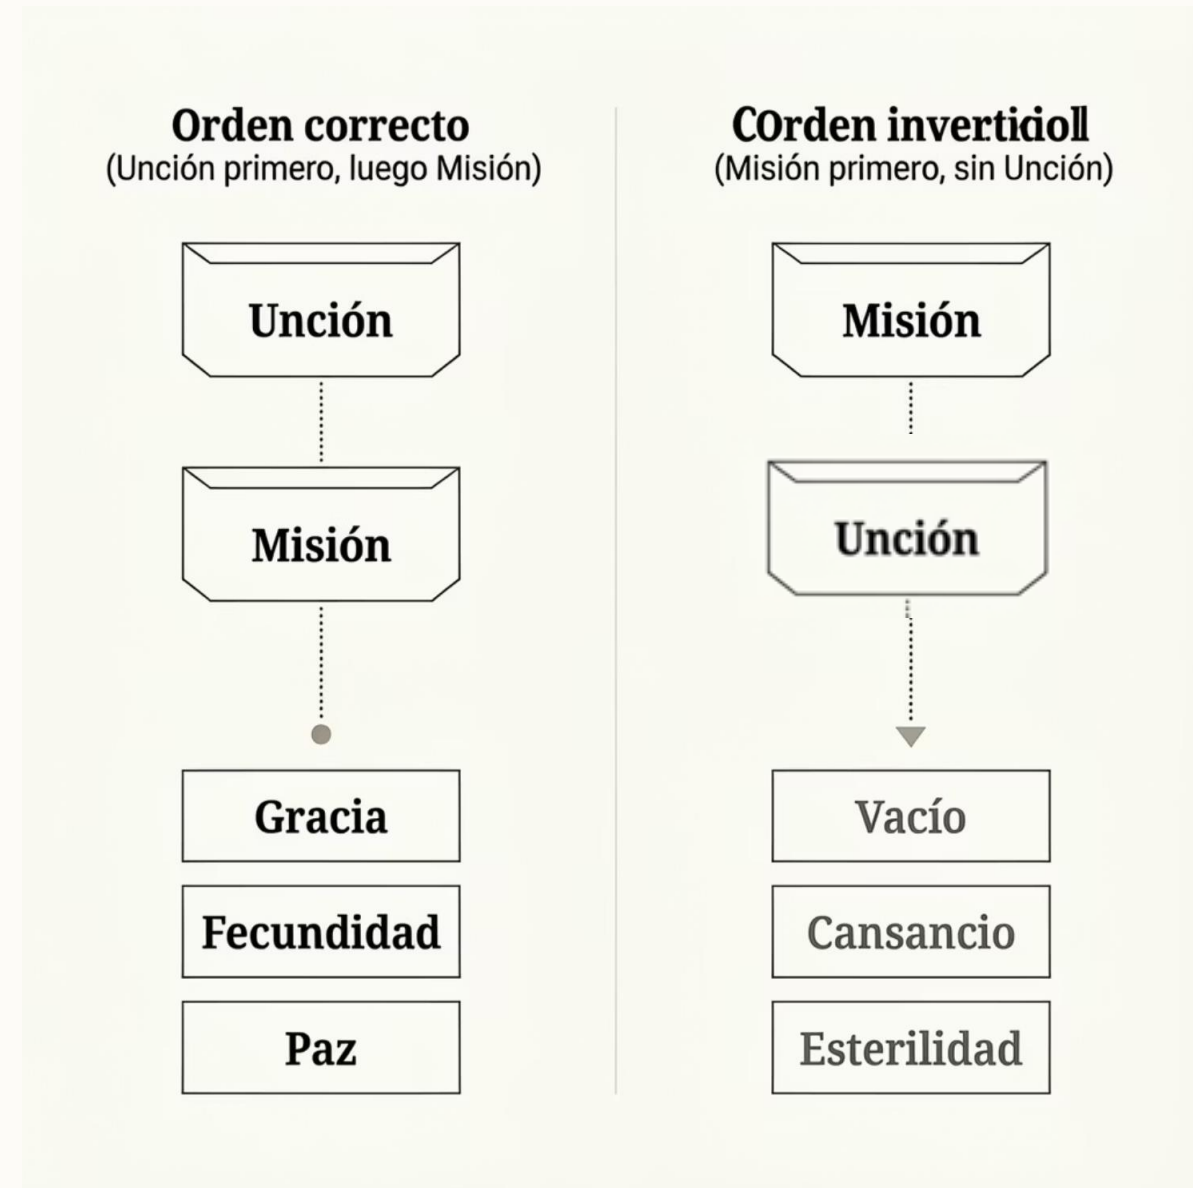 Orden correcto
(Unción primero, luego Misión)
Unción
Misión
Gracia
Fecundidad
Paz
COrden invertidoll
(Misión primero, sin Unción)
Misión
Unción
Vacío
Cansancio
Esterilidad